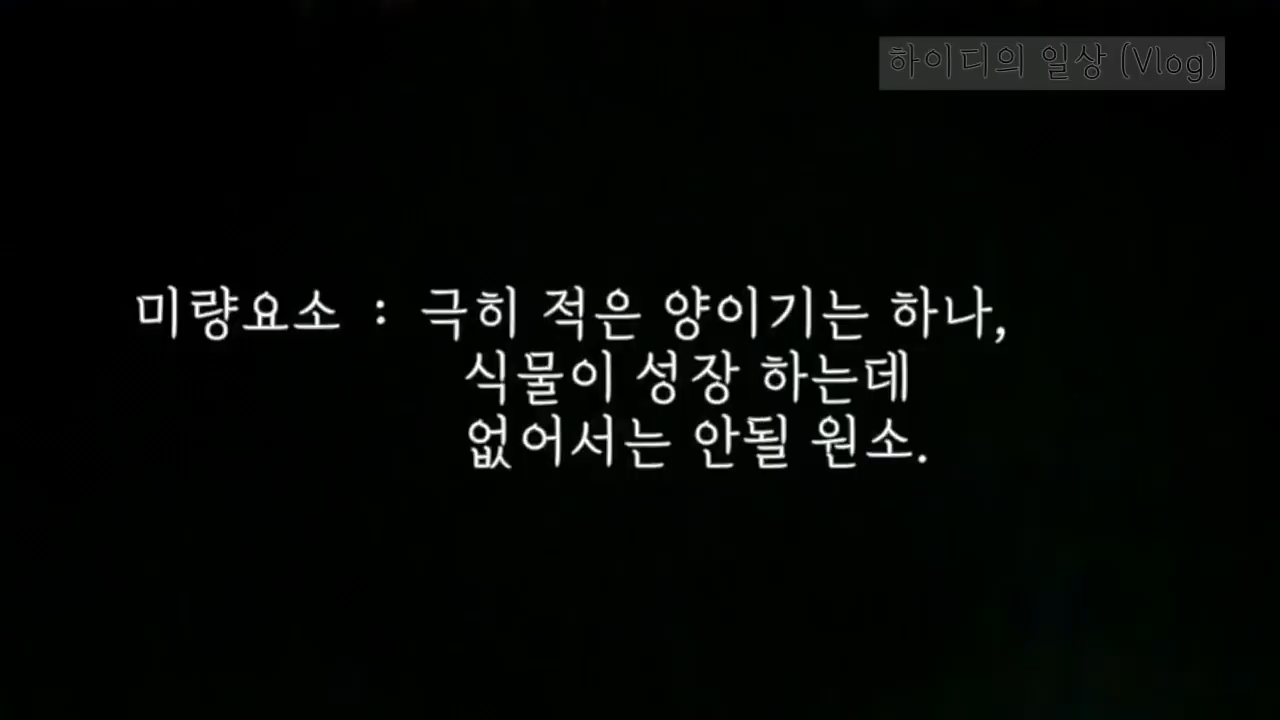 하이디의 일상 (Vlog)
미량요소 : 극히 적은 양이기는 하나,
식물이 성장 하는데
없어서는 안될 원소.